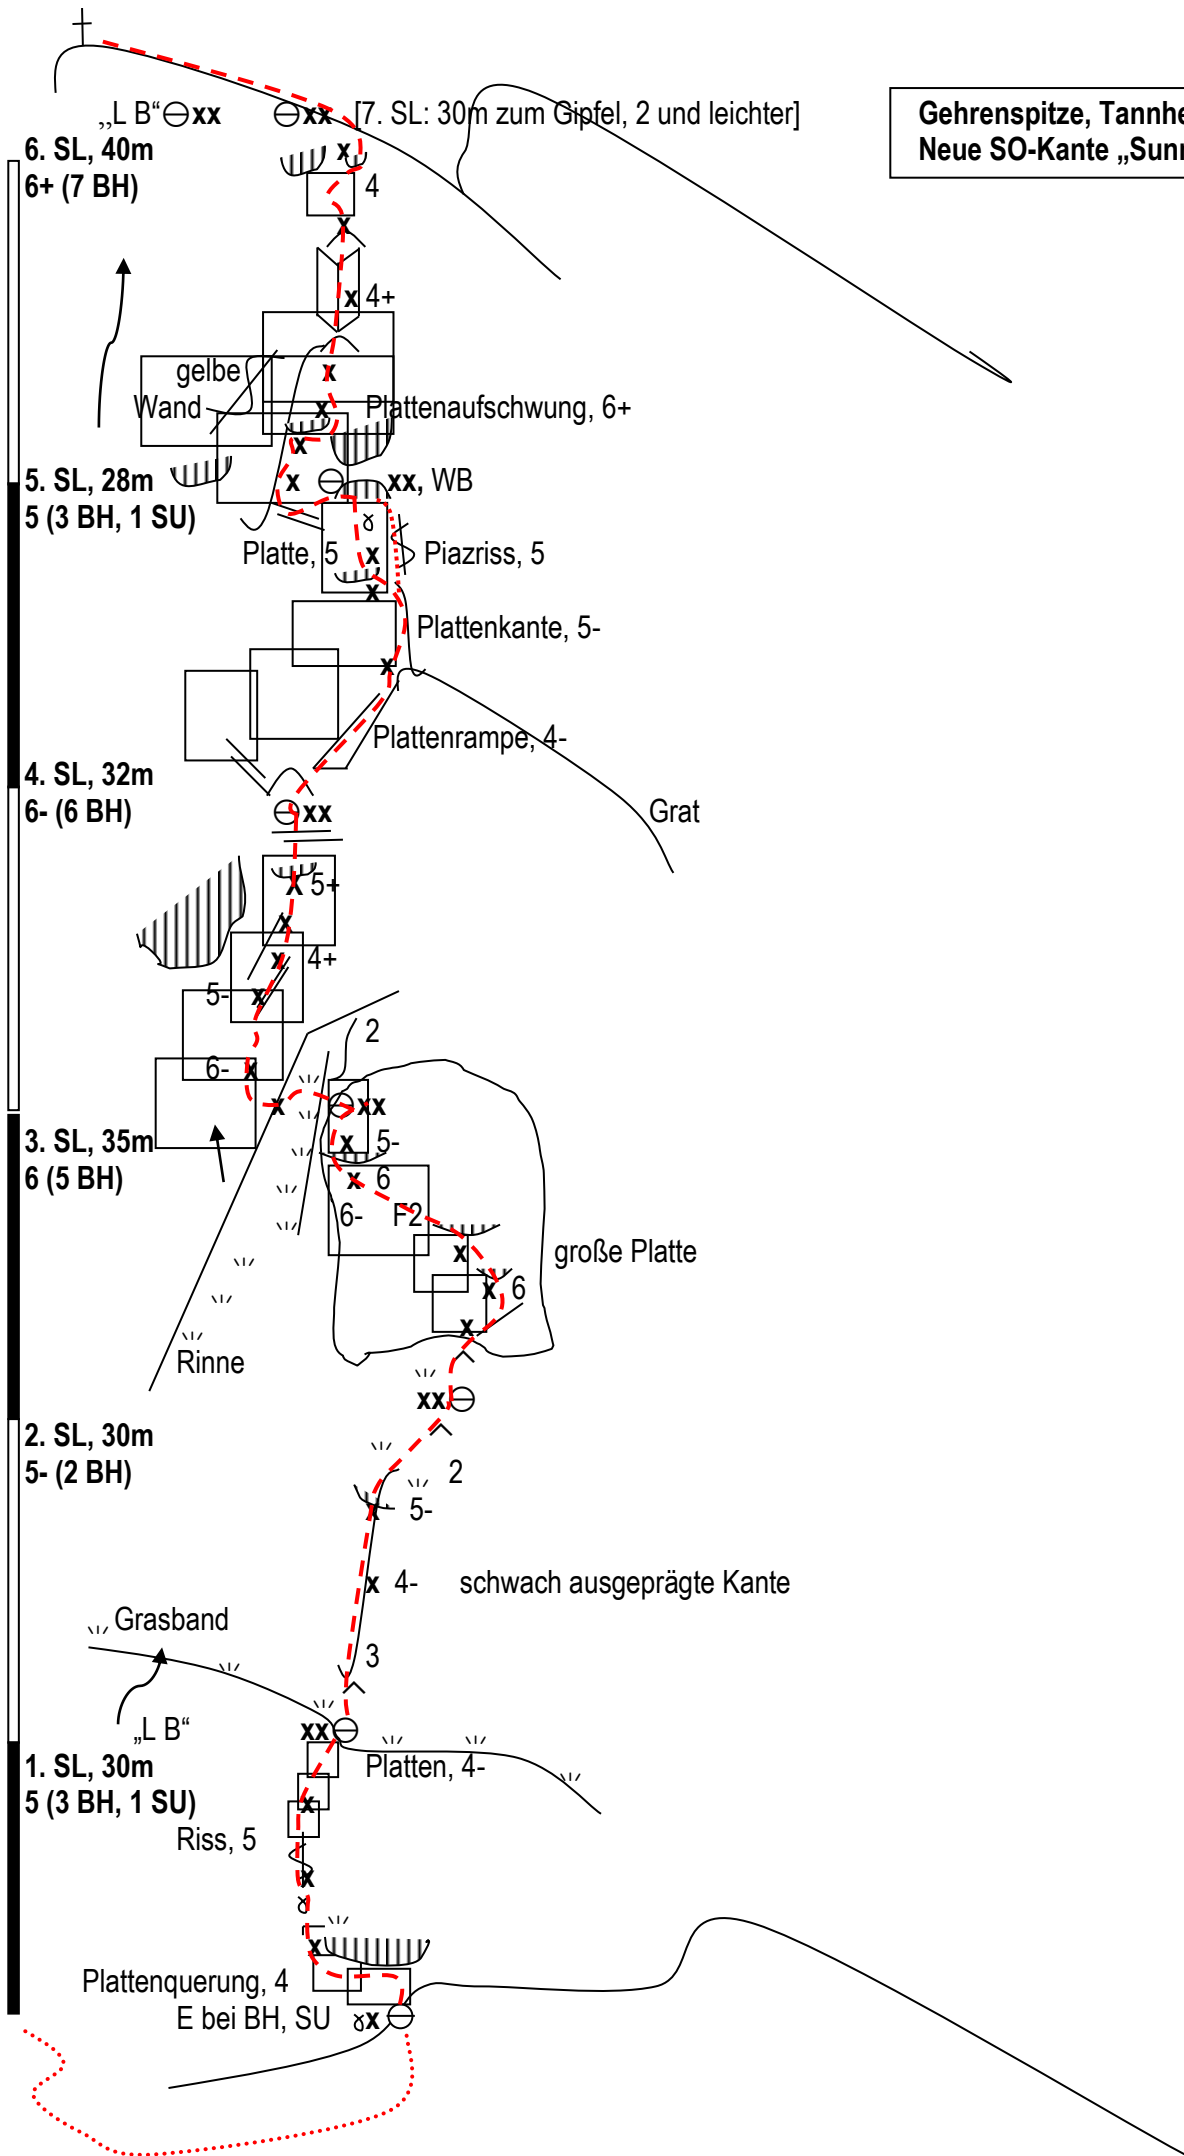 „L B“ xx xx [7. SL: 30m zum Gipfel, 2 und leichter]
Gehrenspitze,
Neue SO-Kante
6. SL, 40m
6+ (7 BH)
x
4
x
x 4+
gelbe
x
Wand
x
Plattenaufschwung, 6+
x
5. SL, 28m
x
xx, WB
5 (3 BH, 1 SU)
Platte, 5
x
Piazriss, 5
x
Plattenkante, 5-
x
Plattenrampe, 4-
4. SL, 32m
6- (6 BH)
xx
Grat
x 5+
x
x 4+
5- x
2
6- x
x
xx
3. SL, 35m
6 (5 BH)
x 5-
x 6
6- F2
x
große Platte
x 6
x
Rinne
xx
2. SL, 30m
5- (2 BH)
2
x 5-
x 4-
schwach ausgeprägte Kante
Grasband
3
„L B“
xx
1. SL, 30m
5 (3 BH, 1 SU)
Platten, 4-
x
Riss, 5
x
x
Plattenquerung, 4
E bei BH, SU
x